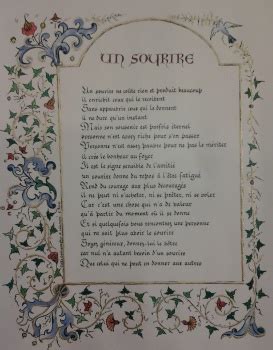 UN SOURIRE
Un sourire ne coûte rien et produit beaucoup
il enrichit ceux qui le reçoivent
Sans appauvrir ceux qui le donnent
il ne dure qu'un instant
Mais son souvenir est parfois éternel
personne n'est assez riche pour s'en passer
Personne n'est assez pauvre pour ne pas le mériter
il crée le bonheur au foyer
Il est le signe sensible de l'amitié
un sourire donne du repos à l'être fatigué
Rend du courage aux plus découragés
il ne peut ni s'acheter, ni se prêter, ni se voler
Car c'est une chose qui n'a de valeur
qu'à partir du moment où il se donne
Et si quelquefois vous rencontrez une personne
qui ne sait plus avoir le sourire
Soyez généreux, donnez-lui le vôtre
car nul n'a autant besoin d'un sourire
Que celui qui ne peut en donner aux autres